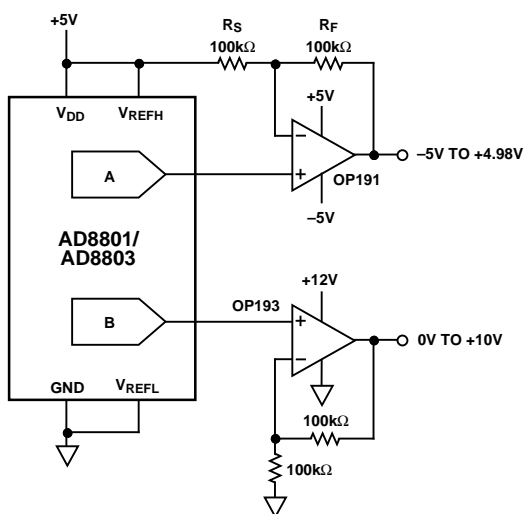 +5V
RS
100kΩ
RF
100kΩ
VDD
VREFH
+5V
A
–
+
OP191
–5V TO +4.98V
–5V
AD8801/
AD8803
+12V
B
OP193
+
–
0V TO +10V
GND
VREFL
100kΩ
100kΩ